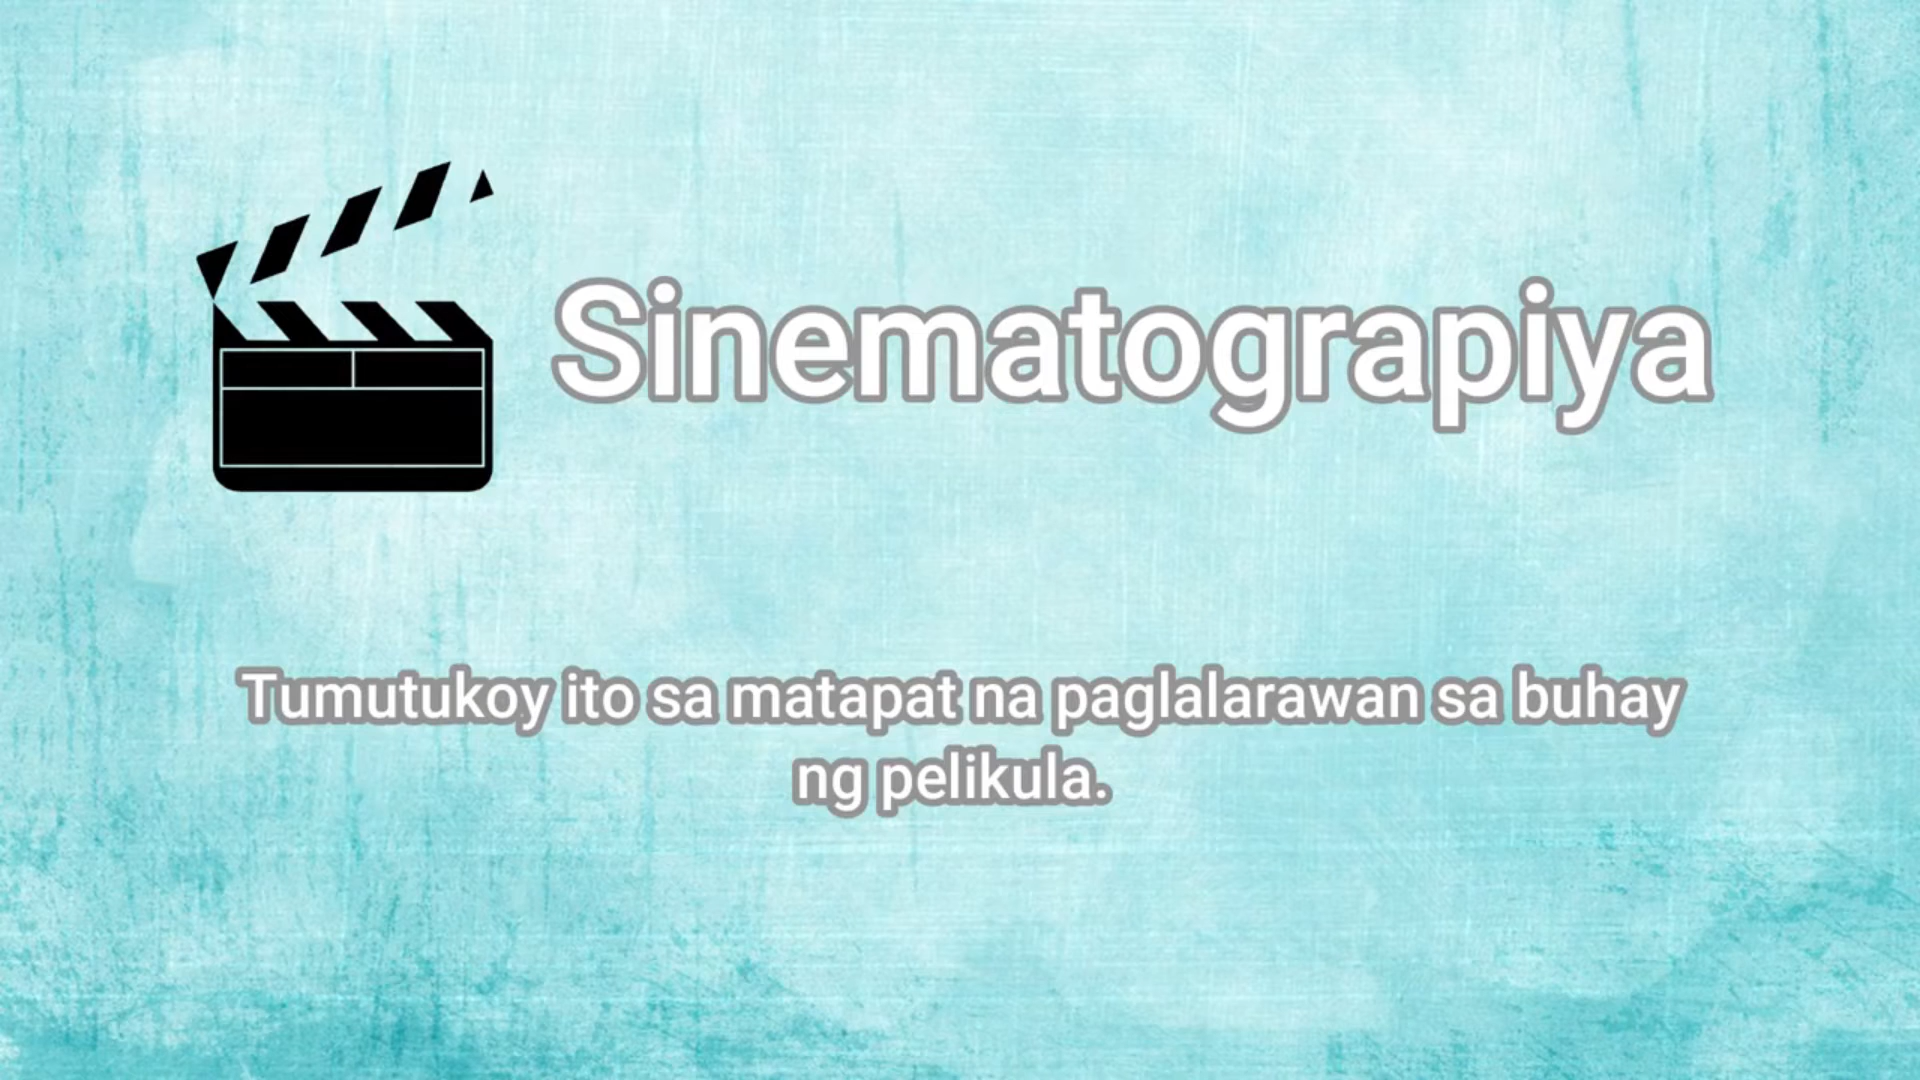 Sinematograpiya
Tumutukoy ito sa matapat na paglalarawan sa buhay
ng pelikula.